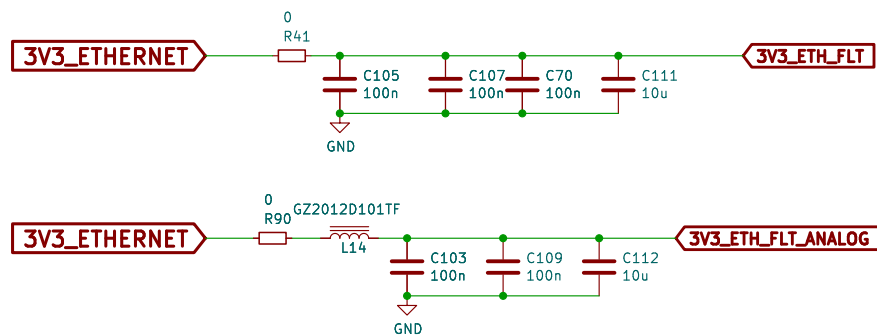 0
R41
3V3_ETHERNET
3V3_ETH_FLT
C105
100n
C107
100n
C70
100n
C111
10u
GND
0
R90
GZ2012D101TF
L14
3V3_ETHERNET
3V3_ETH_FLT_ANALOG
C103
100n
C109
100n
C112
10u
GND